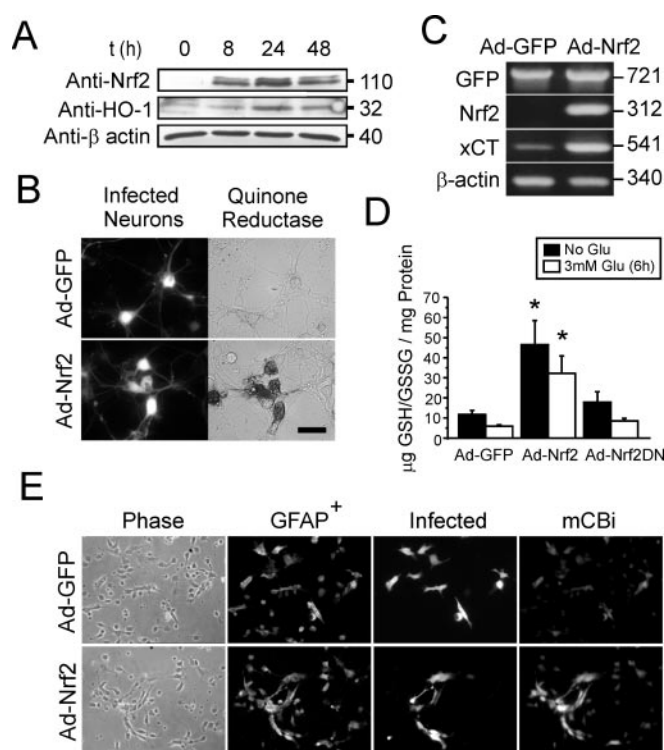 A
t (h) 0 8 24 48
Anti-Nrf2 110
Anti-HO-1 32
Anti-β actin 40
B
Infected Neurons
Quinone Reductase
Ad-GFP
Ad-Nrf2
C
Ad-GFP Ad-Nrf2
GFP 721
Nrf2 312
xCT 541
β-actin 340
D
No Glu
3mM Glu (6h)
μg GSH/GSSG / mg Protein
70
60
50
40
30
20
10
0
* *
Ad-GFP Ad-Nrf2 Ad-Nrf2DN
E
Phase GFAP+ Infected mCBi
Ad-GFP
Ad-Nrf2